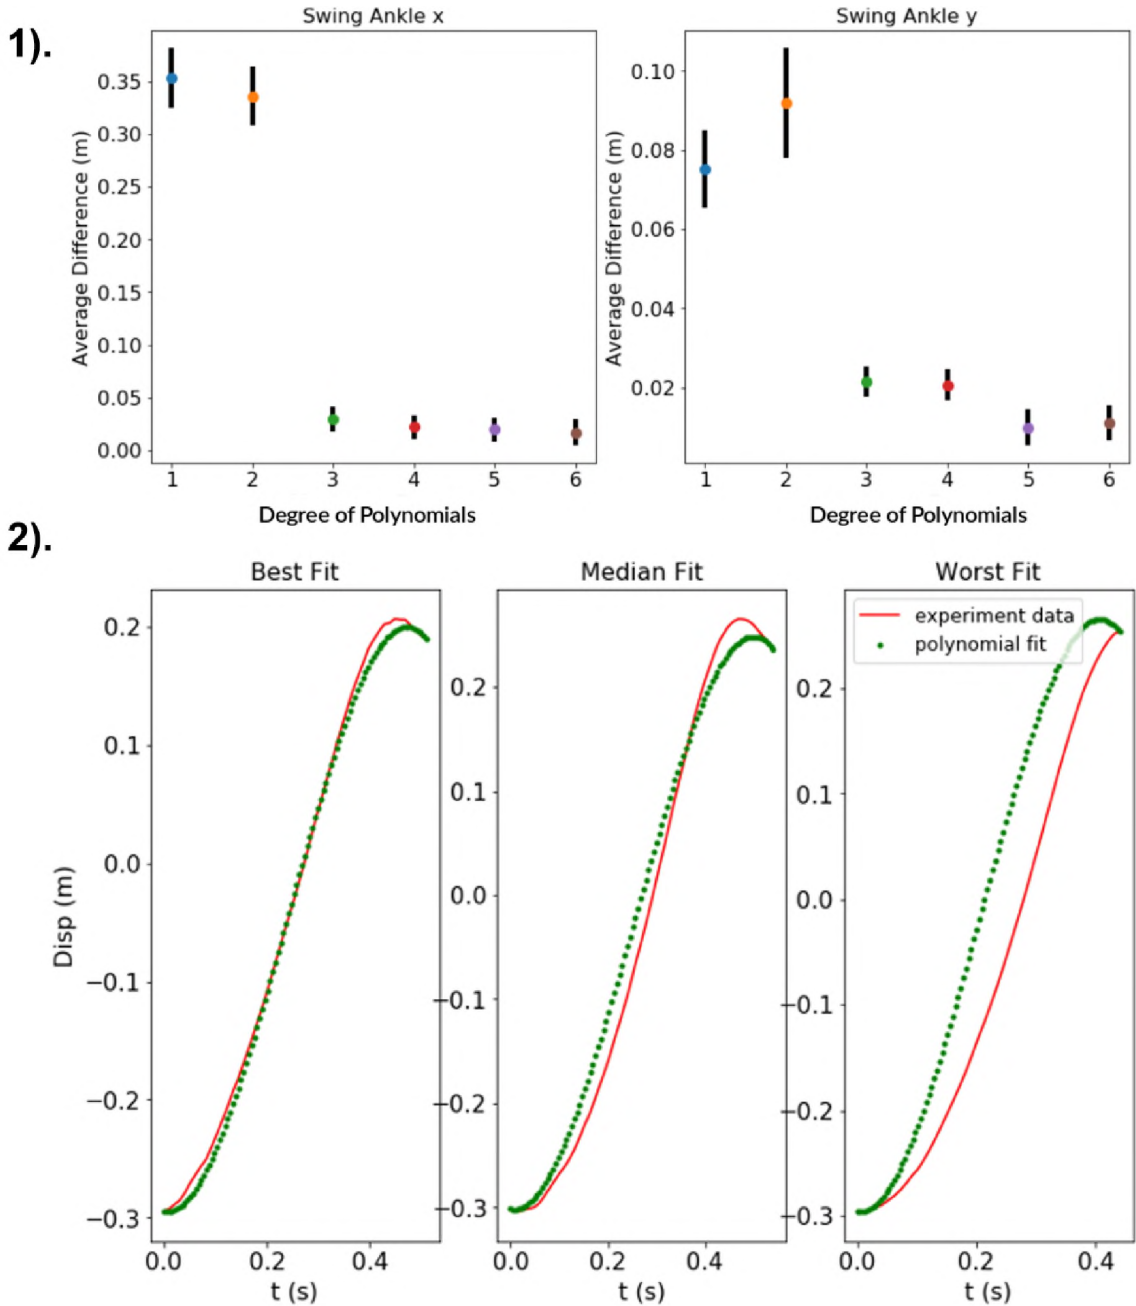 1).
Swing Ankle x
Swing Ankle y
Average Difference (m)
0.35
0.30
0.25
0.20
0.15
0.10
0.05
0.00
1 2 3 4 5 6
Degree of Polynomials
Average Difference (m)
0.10
0.08
0.06
0.04
0.02
1 2 3 4 5 6
Degree of Polynomials
2).
Best Fit
Disp (m)
0.2
0.1
0.0
−0.1
−0.2
−0.3
0.0 0.2 0.4
t (s)
Median Fit
0.2
0.1
0.0
−0.1
−0.2
−0.3
0.0 0.2 0.4
t (s)
Worst Fit
experiment data
polynomial fit
0.2
0.1
0.0
−0.1
−0.2
−0.3
0.0 0.2 0.4
t (s)